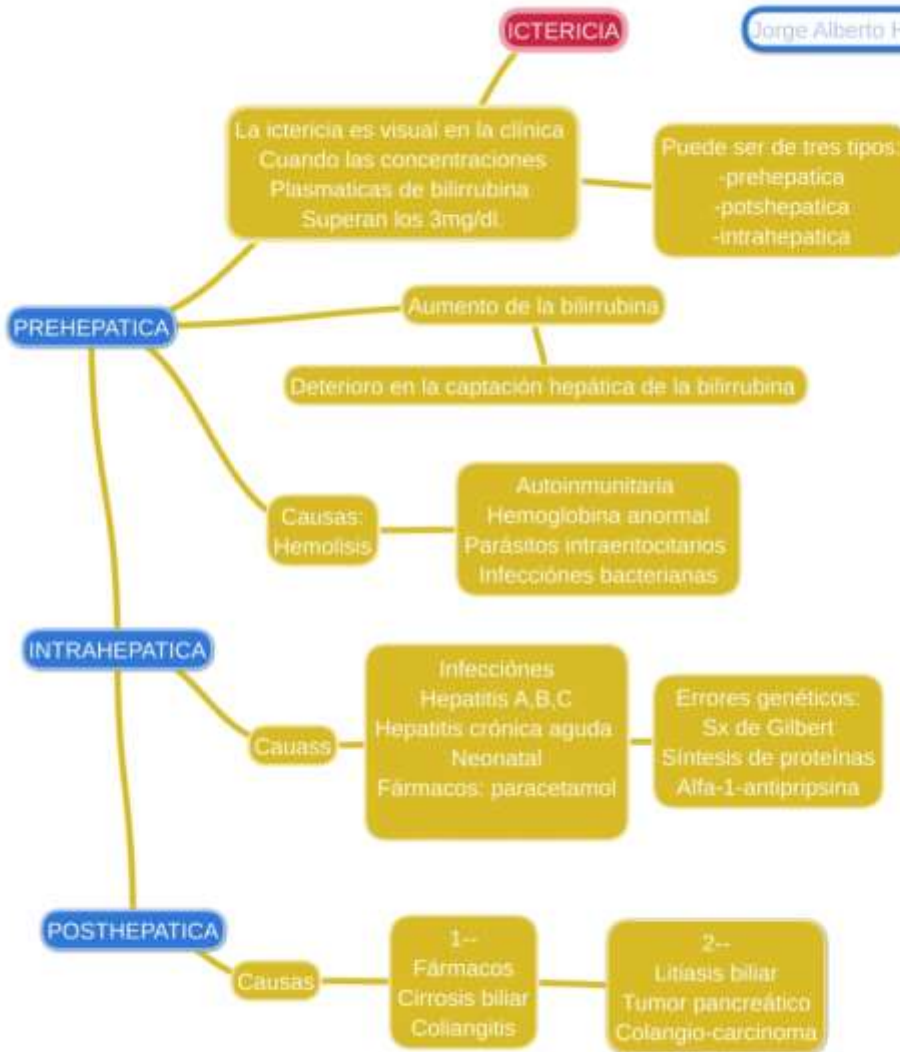 ICTERICIA
Jorge Alberto H
La ictericia es visual en la clínica
Cuando las concentraciones
Plasmaticas de bilirrubina
Superan los 3mg/dl.
Puede ser de tres tipos:
-prehepatica
-potshepatica
-intrahepatica
PREHEPATICA
Aumento de la bilirrubina
Deterioro en la captación hepática de la bilirrubina
Causas:
Hemolisis
Autoinmunitaria
Hemoglobina anormal
Parásitos intraeritocitarios
Infecciónes bacterianas
INTRAHEPATICA
Cauass
Infecciónes
Hepatitis A,B,C
Hepatitis crónica aguda
Neonatal
Fármacos: paracetamol
Errores genéticos:
Sx de Gilbert
Síntesis de proteínas
Alfa-1-antipripsina
POSTHEPATICA
Causas
1--
Fármacos
Cirrosis biliar
Coliangitis
2--
Litiasis biliar
Tumor pancreático
Colangio-carcinoma